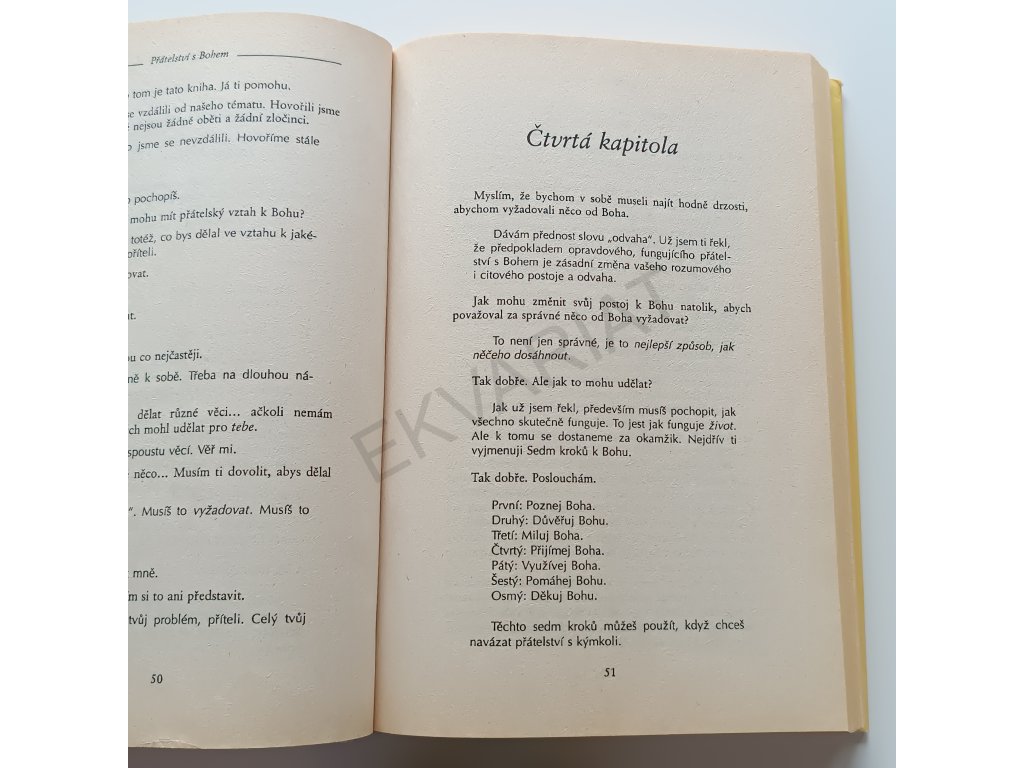 Přátelství s Bohem
tom je tato kniha. Já ti pomohu.
se vzdálili od našeho tématu. Hovořili jsme
nejsou žádné oběti a žádní zločinci.
jsme se nevzdálili. Hovoříme stále
pochopíš.
mohu mít přátelský vztah k Bohu?
totéž, co bys dělal ve vztahu k jaké-
příteli.
co nejčastěji.
k sobě. Třeba na dlouhou ná-
dělat různé věci... ačkoli nemám
mohl udělat pro tebe.
spoustu věcí. Věř mi.
něco... Musím ti dovolit, abys dělal
Musíš to vyžadovat. Musíš to
mně.
si to ani představit.
tvůj problém, příteli. Celý tvůj
50
Čtvrtá kapitola
Myslím, že bychom v sobě museli najít hodně drzosti,
abychom vyžadovali něco od Boha.
Dávám přednost slovu „odvaha“. Už jsem ti řekl,
že předpokladem opravdového, fungujícího přátel-
ství s Bohem je zásadní změna vašeho rozumového
i citového postoje a odvaha.
Jak mohu změnit svůj postoj k Bohu natolik, abych
považoval za správné něco od Boha vyžadovat?
To není jen správné, je to nejlepší způsob, jak
něčeho dosáhnout.
Tak dobře. Ale jak to mohu udělat?
Jak už jsem řekl, především musíš pochopit, jak
všechno skutečně funguje. To jest jak funguje život.
Ale k tomu se dostaneme za okamžik. Nejdřív ti
vyjmenuji Sedm kroků k Bohu.
Tak dobře. Poslouchám.
První: Poznej Boha.
Druhý: Důvěřuj Bohu.
Třetí: Miluj Boha.
Čtvrtý: Přijímej Boha.
Pátý: Využívej Boha.
Šestý: Pomáhej Bohu.
Osmý: Děkuj Bohu.
Těchto sedm kroků můžeš použít, když chceš
navázat přátelství s kýmkoli.
51
EKVARIAT